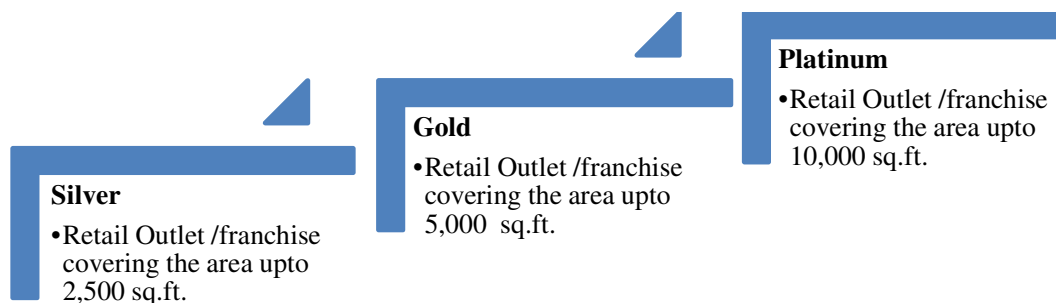 Silver
•Retail Outlet /franchise
covering the area upto
2,500 sq.ft.
Gold
•Retail Outlet /franchise
covering the area upto
5,000  sq.ft.
Platinum
•Retail Outlet /franchise
covering the area upto
10,000 sq.ft.